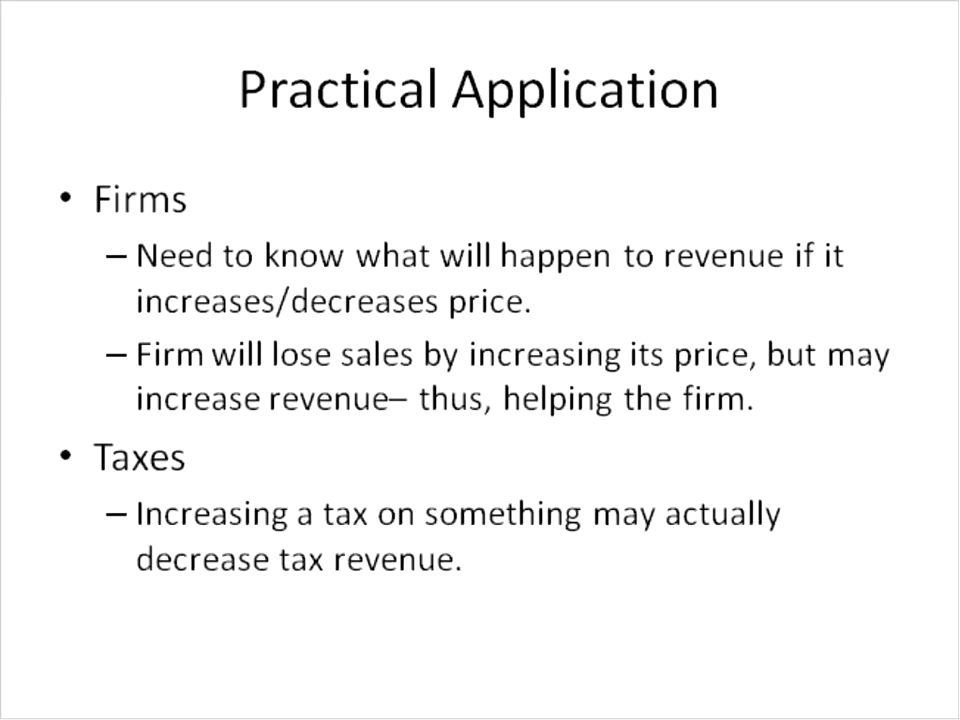 Practical Application
• Firms
– Need to know what will happen to revenue if it
increases/decreases price.
– Firm will lose sales by increasing its price, but may
increase revenue– thus, helping the firm.
• Taxes
– Increasing a tax on something may actually
decrease tax revenue.